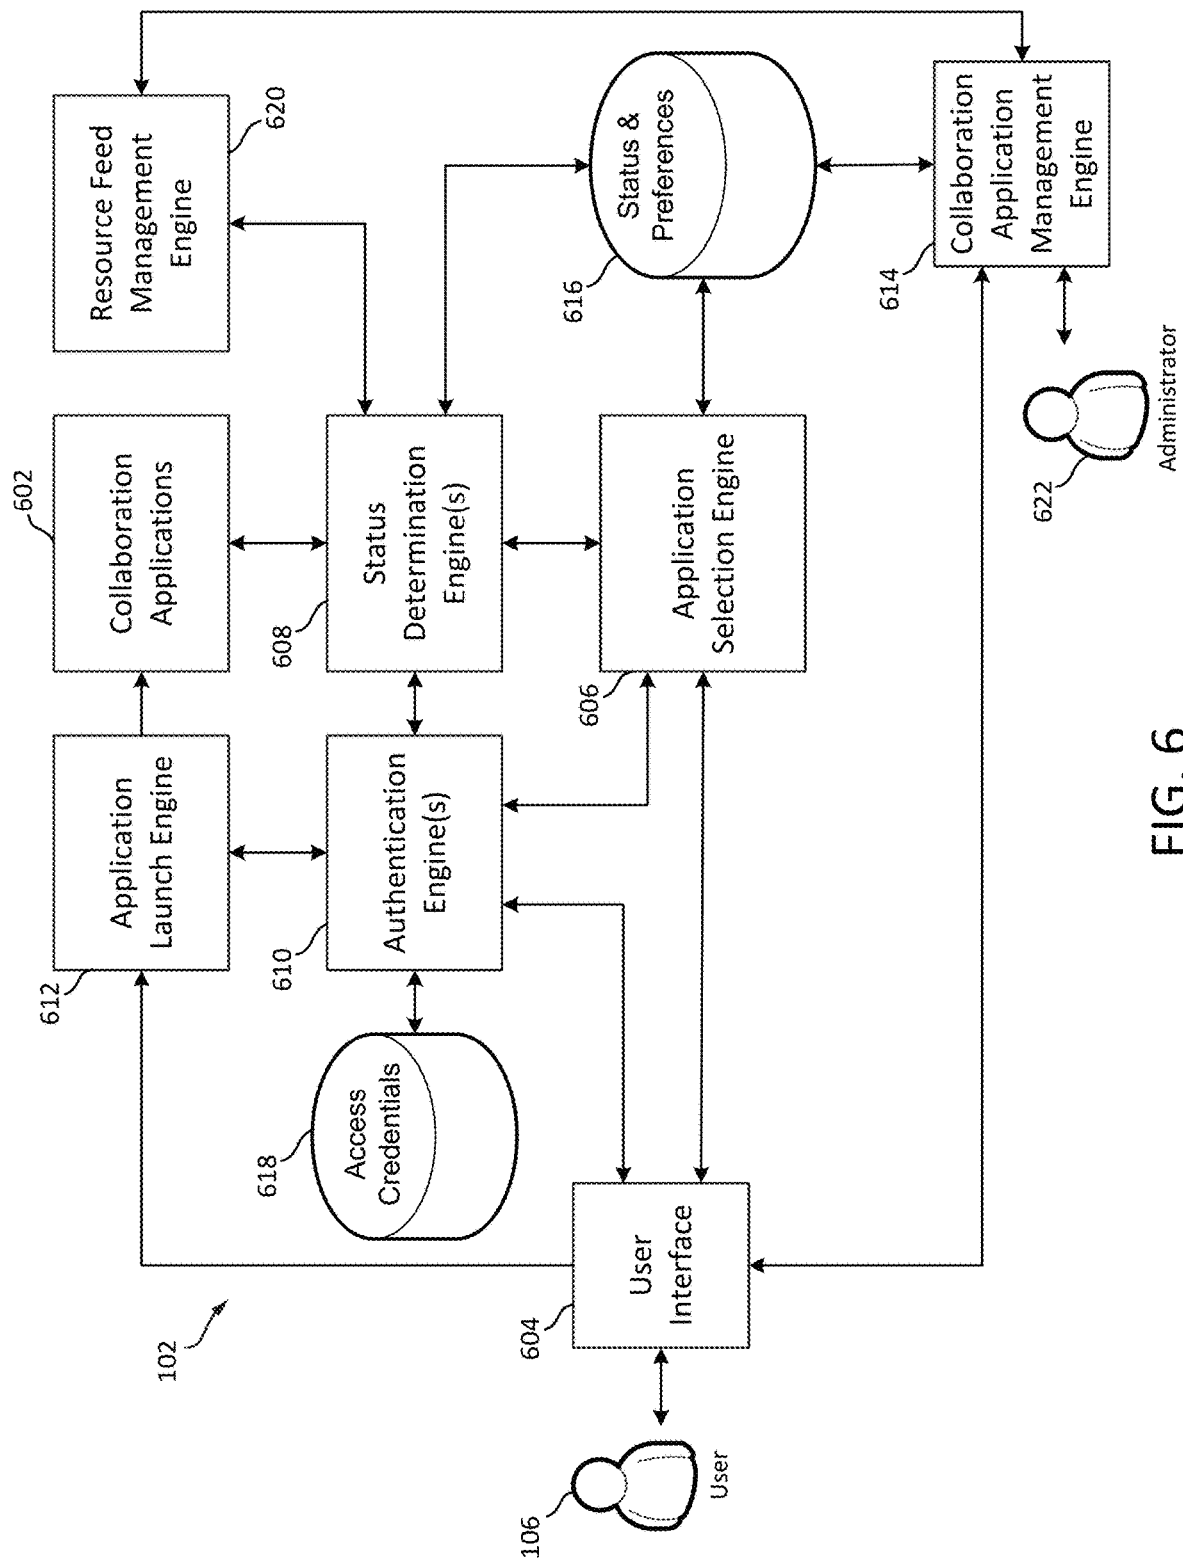 102
612
Application
Launch Engine
602
Collaboration
Applications
Resource Feed
Management
Engine
620
618
Access
Credentials
610
Authentication
Engine(s)
608
Status
Determination
Engine(s)
106
User
604
User
Interface
606
Application
Selection Engine
616
Status &
Preferences
614
Collaboration
Application
Management
Engine
622
Administrator
FIG. 6